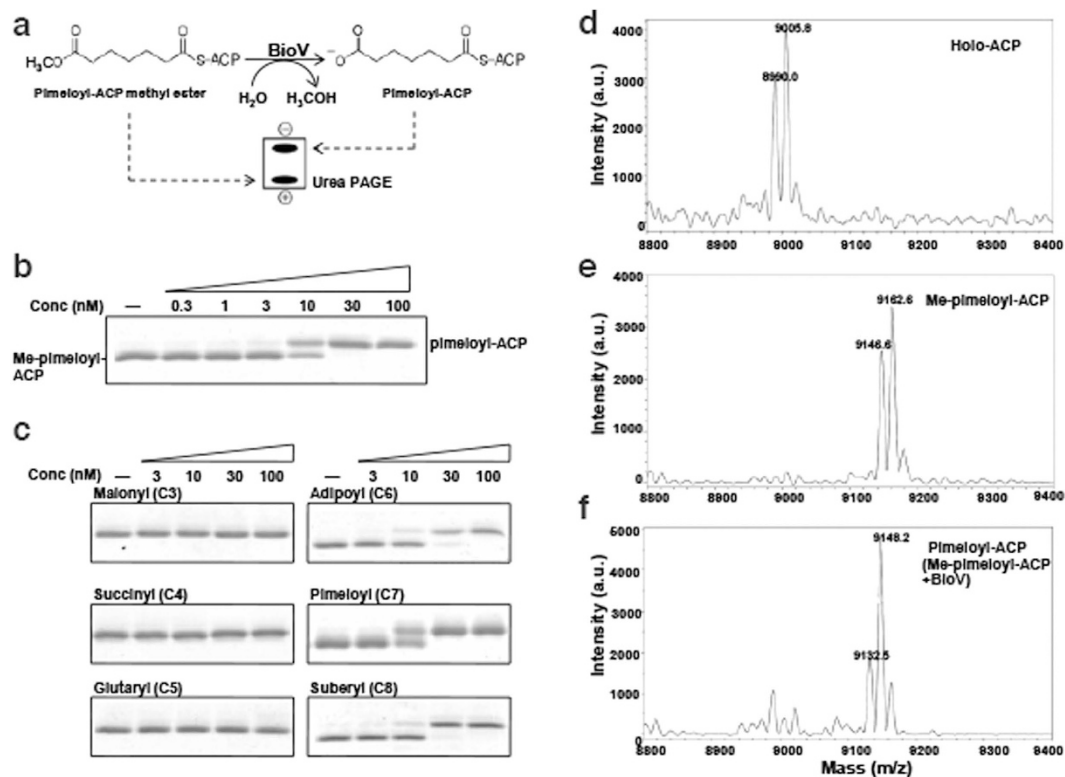 a
O
O
H₃CO
S-ACP
BioV
H₂O
H₃COH
–
O
O
O
S-ACP
Pimeloyl-ACP methyl ester
Pimeloyl-ACP
−
Urea PAGE
+
b
Conc (nM) — 0.3 1 3 10 30 100
Me-pimeloyl-
ACP
pimeloyl-ACP
c
Conc (nM) — 3 10 30 100
— 3 10 30 100
Malonyl (C3)
Adipoyl (C6)
Succinyl (C4)
Pimeloyl (C7)
Glutaryl (C5)
Suberyl (C8)
d
Holo-ACP
9005.8
8990.0
Intensity (a.u.)
4000
3000
2000
1000
0
8800 8900 9000 9100 9200 9300 9400
e
Me-pimeloyl-ACP
9162.6
9146.6
Intensity (a.u.)
4000
3000
2000
1000
0
8800 9000 9100 9240 9300 9400
f
Pimeloyl-ACP
(Me-pimeloyl-ACP
+BioV)
9148.2
9132.5
Intensity (a.u.)
5000
4000
3000
2000
1000
0
8800 8900 9000 9100 9200 9300 9400
Mass (m/z)